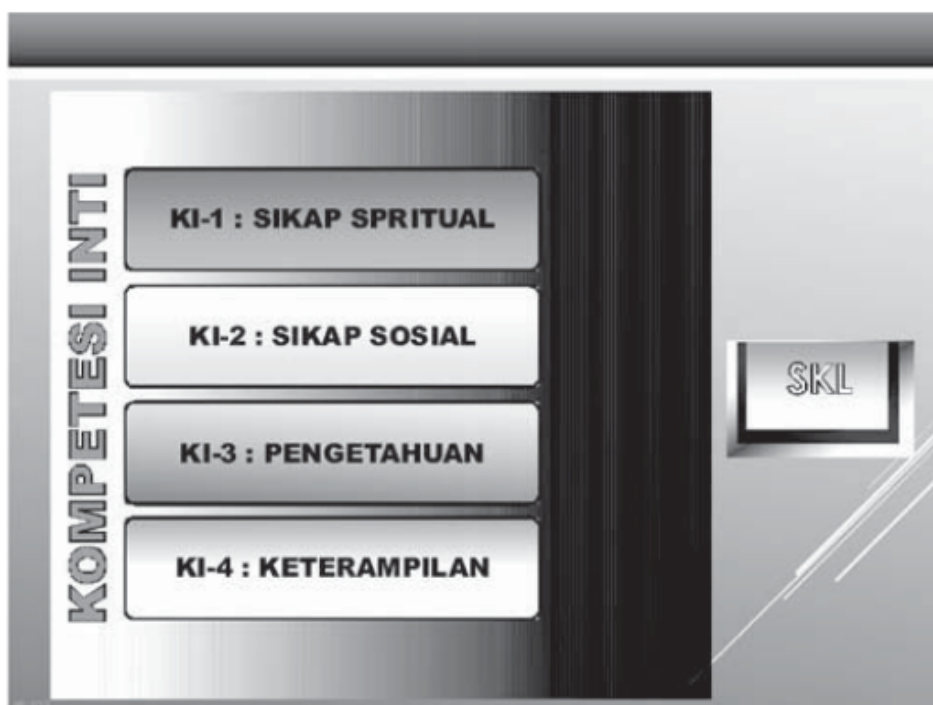 KOMPETESI INTI
KI-1 : SIKAP SPRITUAL
KI-2 : SIKAP SOSIAL
KI-3 : PENGETAHUAN
KI-4 : KETERAMPILAN
SKL